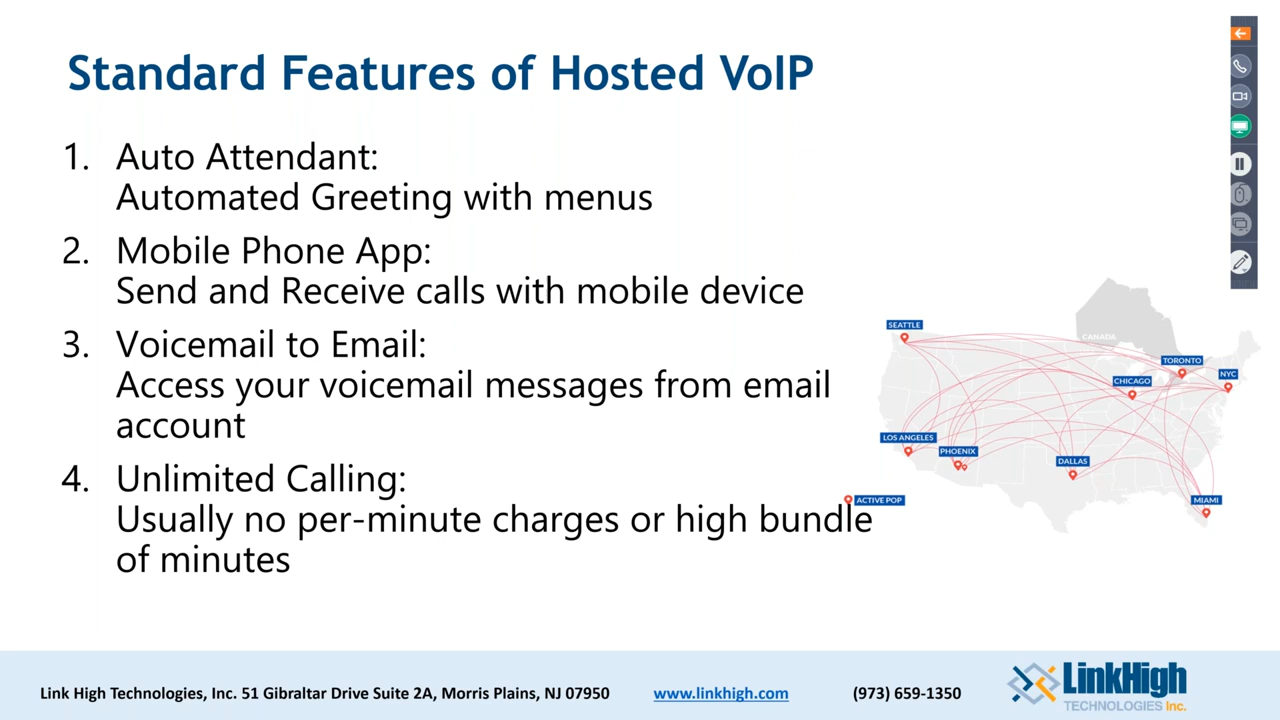 Standard Features of Hosted VoIP
1. Auto Attendant:
Automated Greeting with menus
2. Mobile Phone App:
Send and Receive calls with mobile device
3. Voicemail to Email:
Access your voicemail messages from email
account
4. Unlimited Calling:
Usually no per-minute charges or high bundle
of minutes
SEATTLE
CANADA
TORONTO
CHICAGO
NYC
LOS ANGELES
PHOENIX
DALLAS
ACTIVE POP
MIAMI
Link High Technologies, Inc. 51 Gibraltar Drive Suite 2A, Morris Plains, NJ 07950 www.linkhigh.com (973) 659-1350
LinkHigh
TECHNOLOGIES Inc.